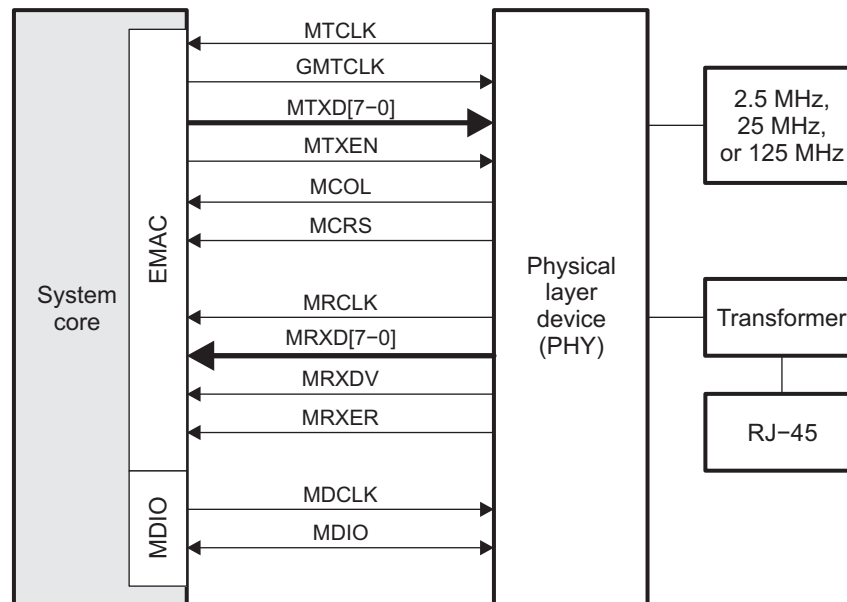 MTCLK
GMTCLK
MTXD[7−0]
MTXEN
MCOL
MCRS
MRCLK
MRXD[7−0]
MRXDV
MRXER
MDCLK
MDIO
System
core
EMAC
MDIO
Physical
layer
device
(PHY)
2.5 MHz,
25 MHz,
or 125 MHz
Transformer
RJ−45